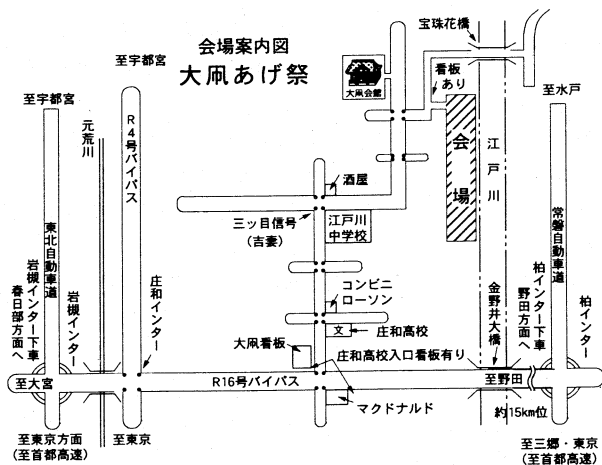 会場案内図
大凧あげ祭
宝珠花橋
至宇都宮
至宇都宮
元荒川
R4号バイパス
大凧会館
看板
あり
至水戸
会場
江戸川
酒屋
三ッ目信号
(吉妻)
江戸川
中学校
東北自動車道
常磐自動車道
岩槻インター下車
春日部方面へ
岩槻インター
庄和インター
コンビニ
ローソン
文
庄和高校
大凧看板
庄和高校入口看板有り
金野井大橋
柏インター下車
野田方面へ
柏インター
至大宮
R16号バイパス
至野田
マクドナルド
約15km位
至東京方面
(至首都高速)
至東京
至三郷・東京
(至首都高速)